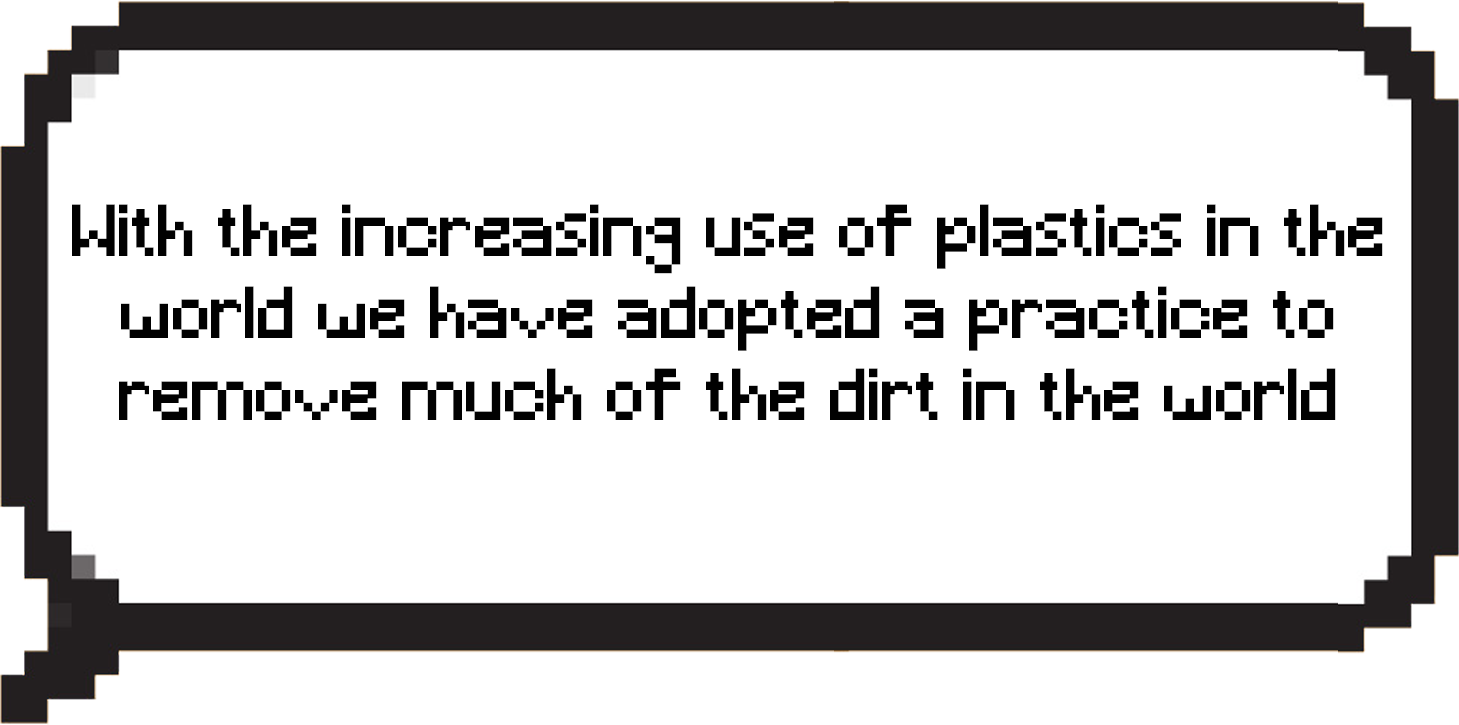 With the increasing use of plastics in the
world we have adopted a practice to
remove much of the dirt in the world